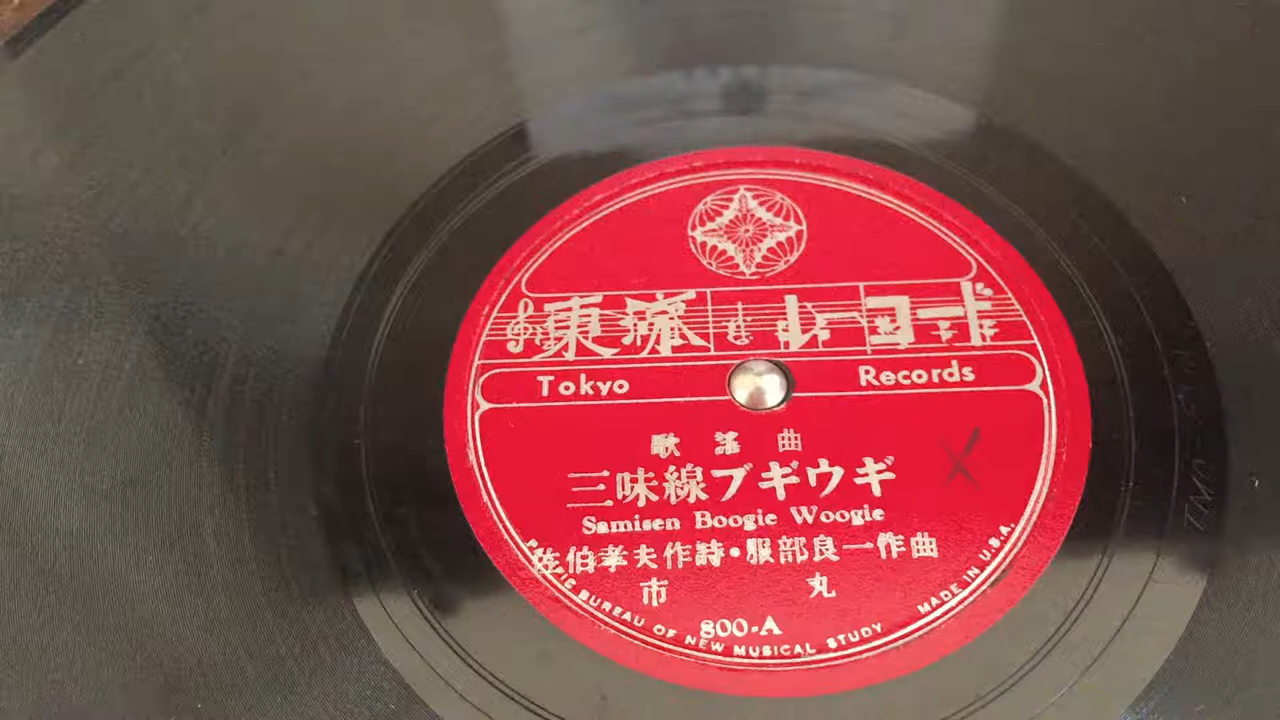 東京 レコード
Tokyo Records
歌謡曲
三味線ブギウギ
Samisen Boogie Woogie
佐伯孝夫作詩・服部良一作曲
市丸
800-A
BUREAU OF NEW MUSICAL STUDY
MADE IN U.S.A.